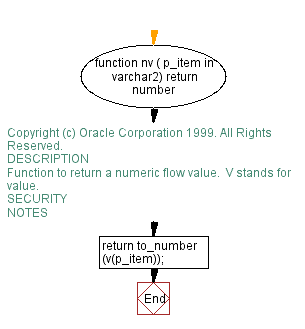 function nv ( p_item in
varchar2) return
number
Copyright (c) Oracle Corporation 1999. All Rights
Reserved.
DESCRIPTION
Function to return a numeric flow value.  V stands for
value.
SECURITY
NOTES
return to_number
(v(p_item));
End